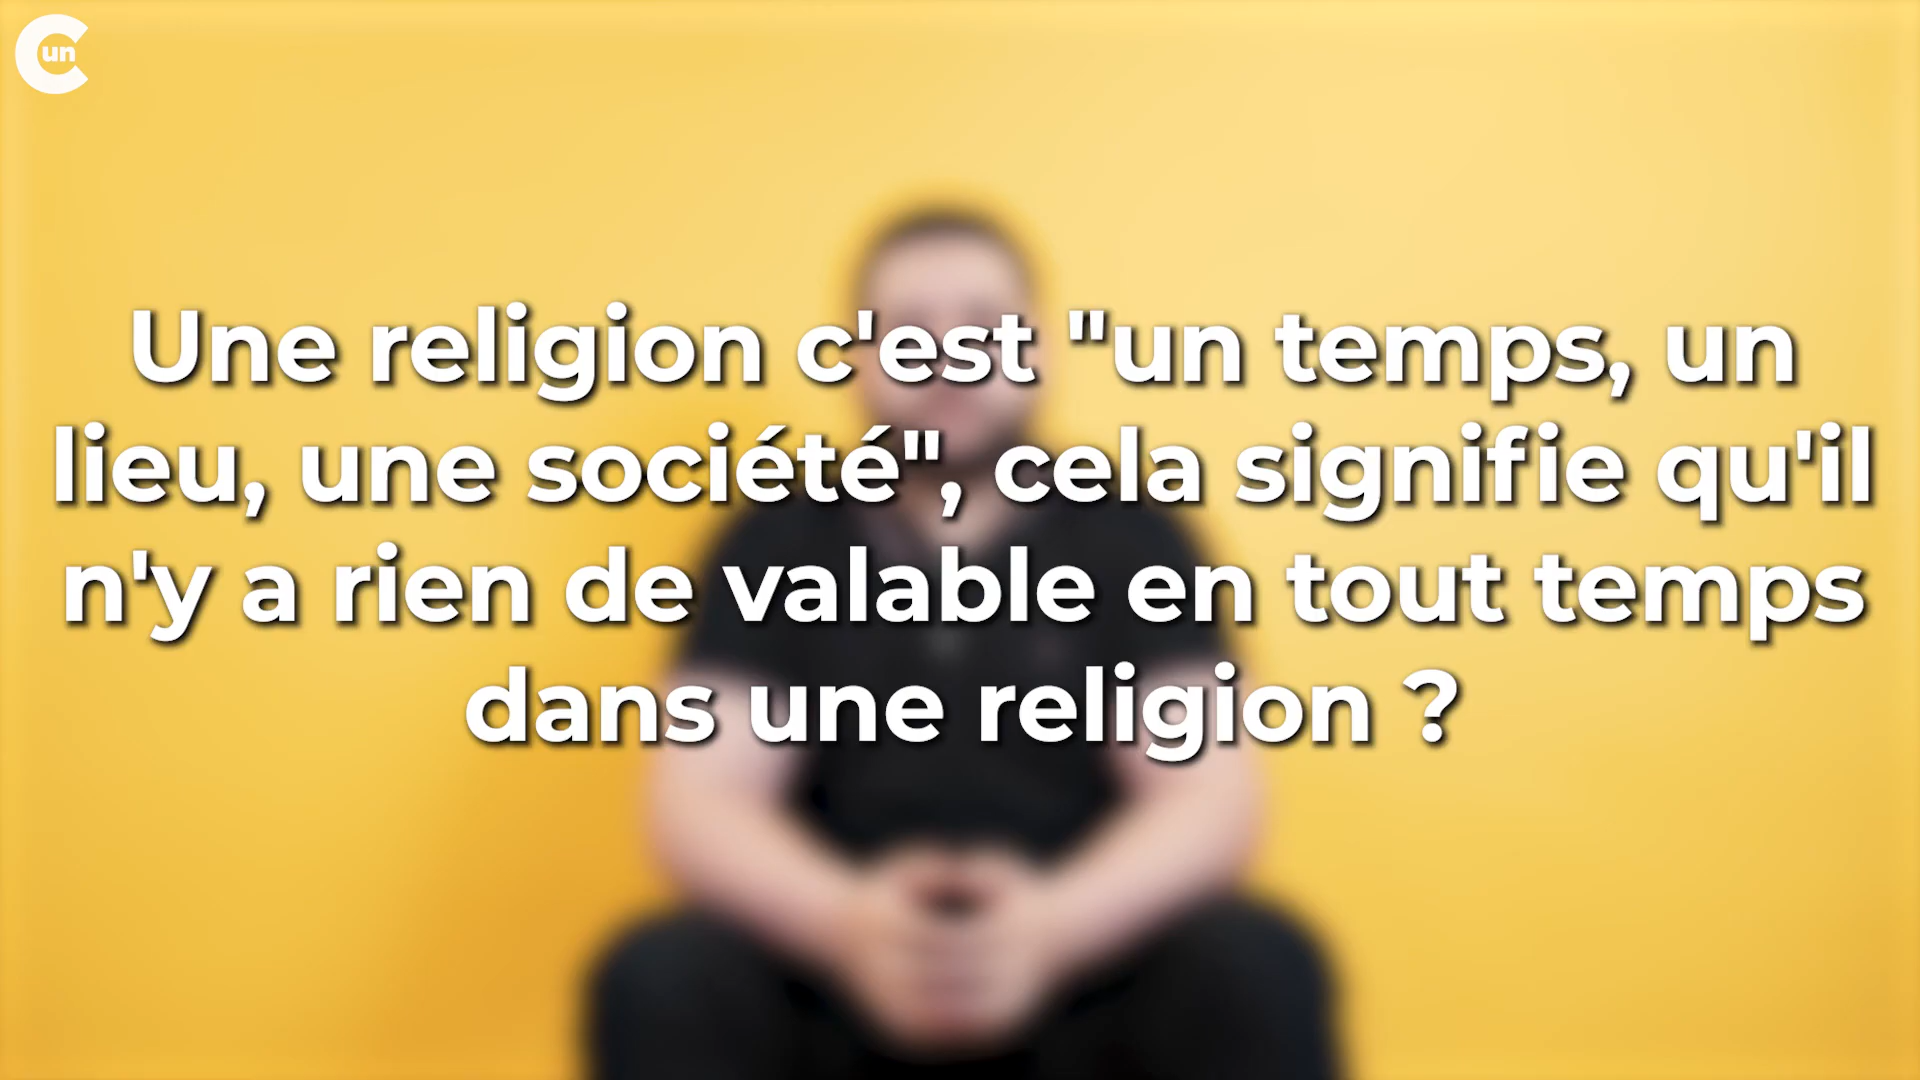 un
Une religion c'est "un temps, un
lieu, une société", cela signifie qu'il
n'y a rien de valable en tout temps
dans une religion ?